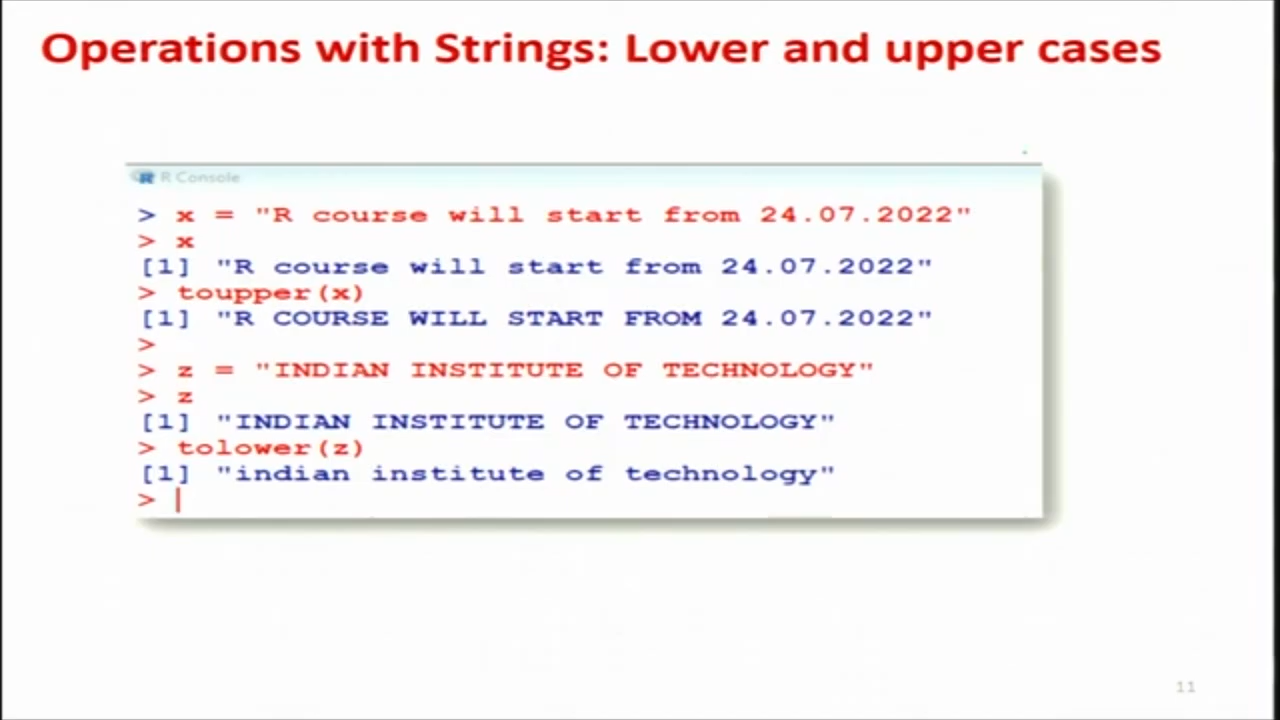 Operations with Strings: Lower and upper cases
R Console
> x = "R course will start from 24.07.2022"
> x
[1] "R course will start from 24.07.2022"
> toupper(x)
[1] "R COURSE WILL START FROM 24.07.2022"
>
> z = "INDIAN INSTITUTE OF TECHNOLOGY"
> z
[1] "INDIAN INSTITUTE OF TECHNOLOGY"
> tolower(z)
[1] "indian institute of technology"
>
11